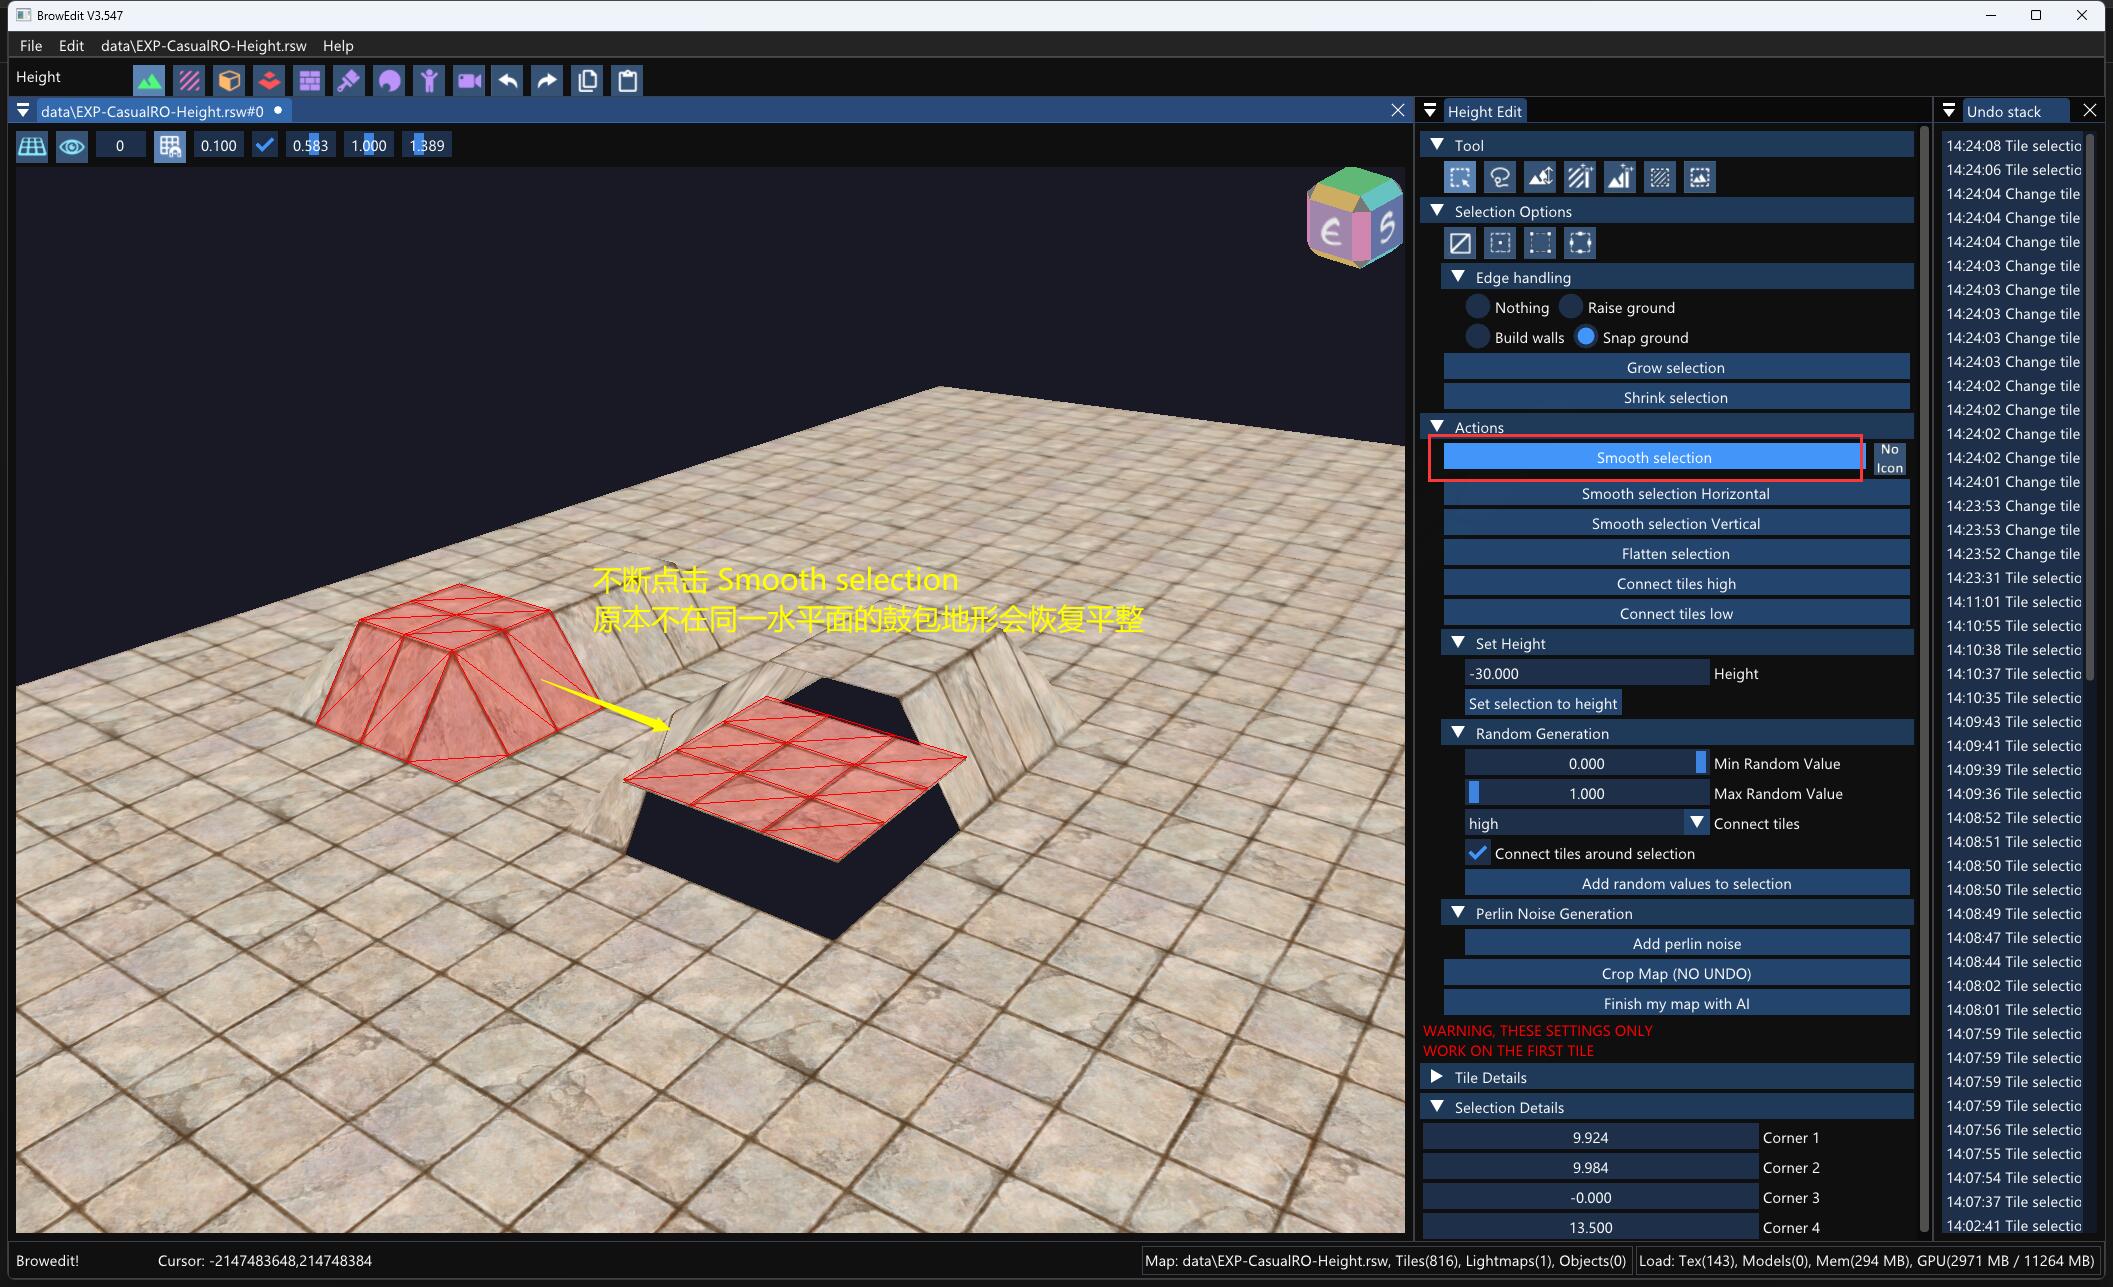 BrowEdit V3.547
File Edit data\EXP-CasualRO-Height.rsw Help
Height
data\EXP-CasualRO-Height.rsw#0
0 0.100 0.583 1.000 1.389
E S
不断点击 Smooth selection
原本不在同一水平面的鼓包地形会恢复平整
Height Edit
Tool
Selection Options
Edge handling
Nothing Raise ground
Build walls Snap ground
Grow selection
Shrink selection
Actions
Smooth selection
No
Icon
Smooth selection Horizontal
Smooth selection Vertical
Flatten selection
Connect tiles high
Connect tiles low
Set Height
-30.000 Height
Set selection to height
Random Generation
0.000 Min Random Value
1.000 Max Random Value
high Connect tiles
Connect tiles around selection
Add random values to selection
Perlin Noise Generation
Add perlin noise
Crop Map (NO UNDO)
Finish my map with AI
WARNING, THESE SETTINGS ONLY
WORK ON THE FIRST TILE
Tile Details
Selection Details
9.924 Corner 1
9.984 Corner 2
-0.000 Corner 3
13.500 Corner 4
Undo stack
14:24:08 Tile selectio
14:24:06 Tile selectio
14:24:04 Change tile
14:24:04 Change tile
14:24:04 Change tile
14:24:03 Change tile
14:24:03 Change tile
14:24:03 Change tile
14:24:03 Change tile
14:24:03 Change tile
14:24:02 Change tile
14:24:02 Change tile
14:24:02 Change tile
14:24:02 Change tile
14:24:01 Change tile
14:23:53 Change tile
14:23:53 Change tile
14:23:52 Change tile
14:23:31 Tile selectio
14:11:01 Tile selectio
14:10:55 Tile selectio
14:10:38 Tile selectio
14:10:37 Tile selectio
14:10:35 Tile selectio
14:09:43 Tile selectio
14:09:41 Tile selectio
14:09:39 Tile selectio
14:09:36 Tile selectio
14:08:52 Tile selectio
14:08:51 Tile selectio
14:08:50 Tile selectio
14:08:50 Tile selectio
14:08:49 Tile selectio
14:08:47 Tile selectio
14:08:44 Tile selectio
14:08:02 Tile selectio
14:08:01 Tile selectio
14:07:59 Tile selectio
14:07:59 Tile selectio
14:07:59 Tile selectio
14:07:59 Tile selectio
14:07:56 Tile selectio
14:07:55 Tile selectio
14:07:54 Tile selectio
14:07:37 Tile selectio
14:02:41 Tile selectio
Browedit! Cursor: -2147483648,214748384 Map: data\EXP-CasualRO-Height.rsw, Tiles(816), Lightmaps(1), Objects(0) Load: Tex(143), Models(0), Mem(294 MB), GPU(2971 MB / 11264 MB)